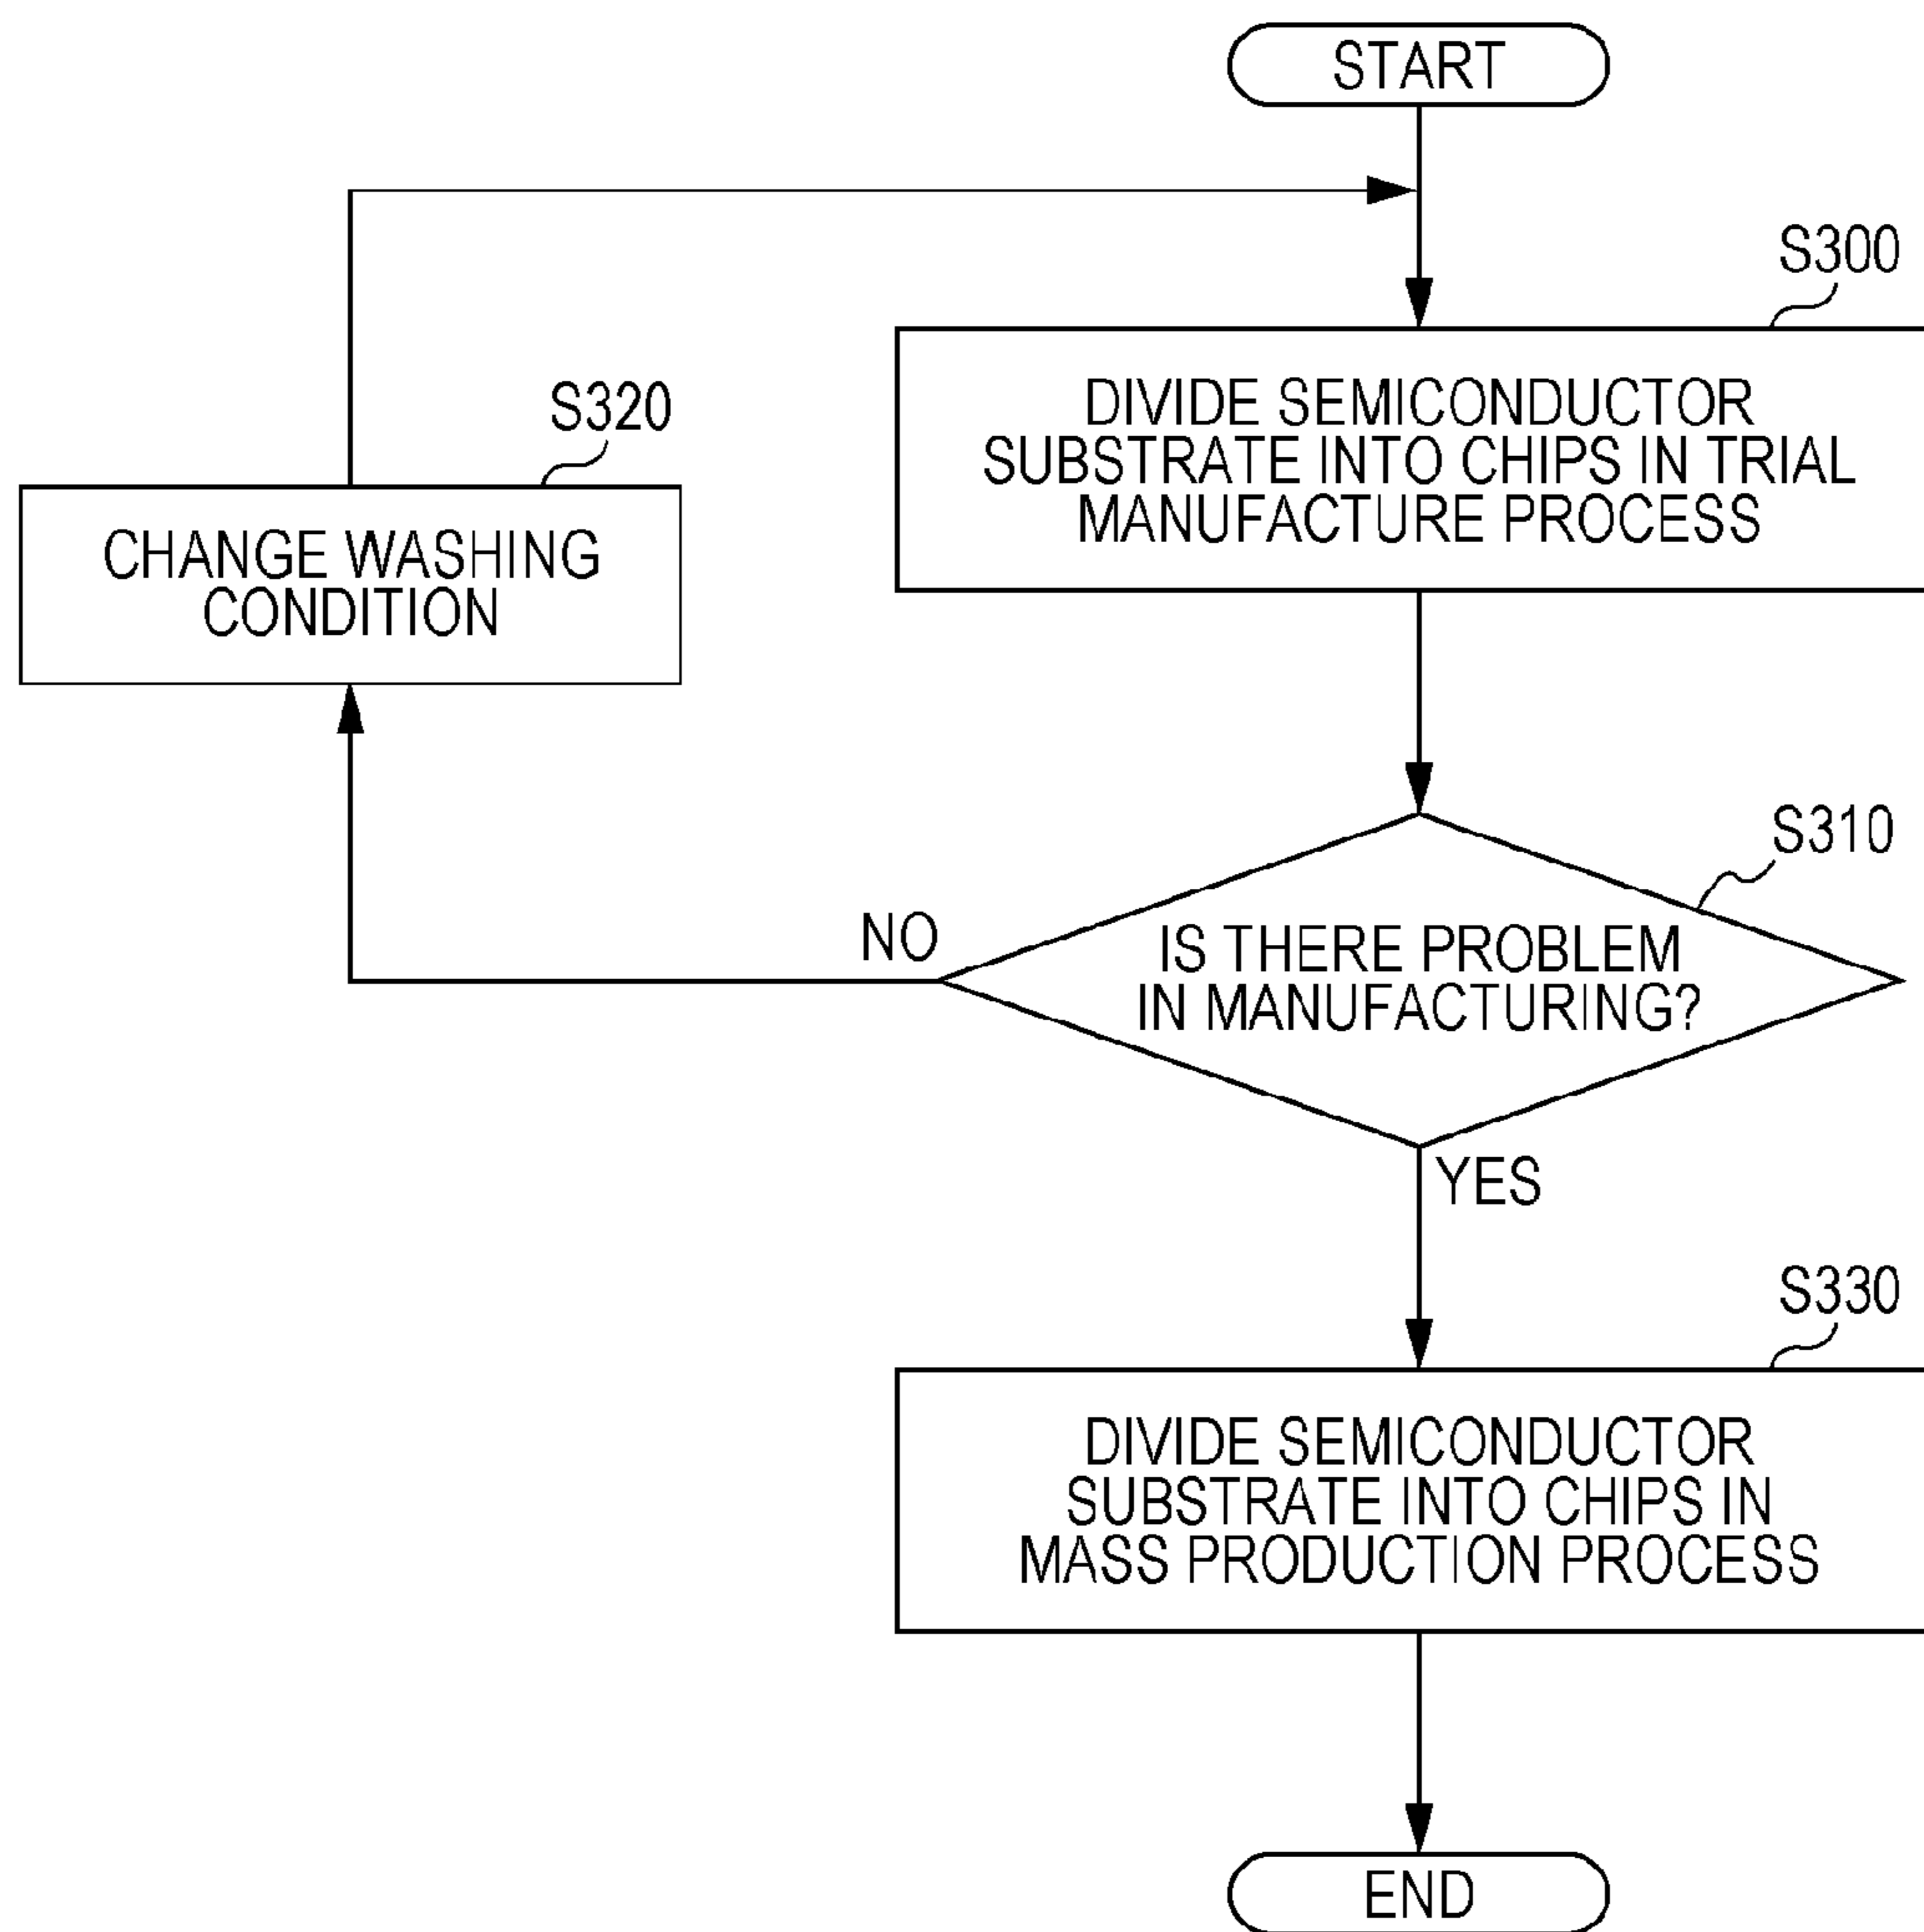 START
S300
DIVIDE SEMICONDUCTOR
SUBSTRATE INTO CHIPS IN TRIAL
MANUFACTURE PROCESS
S320
CHANGE WASHING
CONDITION
S310
IS THERE PROBLEM
IN MANUFACTURING?
NO
YES
S330
DIVIDE SEMICONDUCTOR
SUBSTRATE INTO CHIPS IN
MASS PRODUCTION PROCESS
END